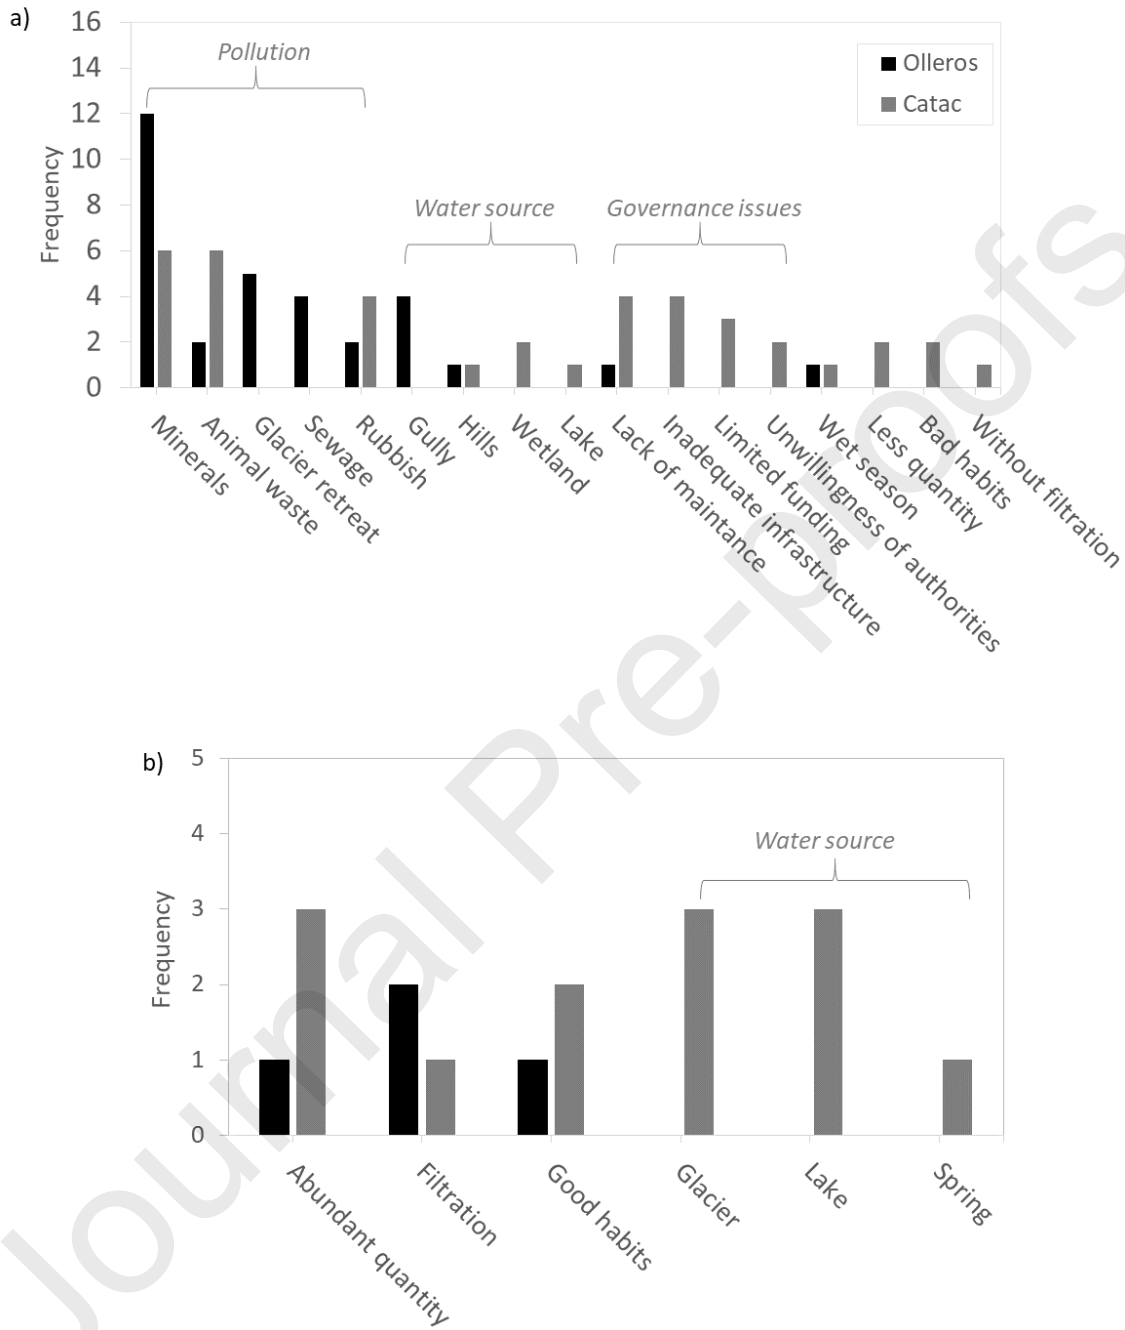 a)
16
14
12
10
8
6
4
2
0
Frequency
Pollution
Water source
Governance issues
Olleros
Catac
Minerals
Animal waste
Glacier retreat
Sewage
Rubbish
Gully
Hills
Wetland
Lake
Lack of maintance
Inadequate infrastructure
Limited funding
Unwillingness of authorities
Wet season
Less quantity
Bad habits
Without filtration
b)
5
4
3
2
1
0
Frequency
Water source
Abundant quantity
Filtration
Good habits
Glacier
Lake
Spring
Journal Pre-proofs